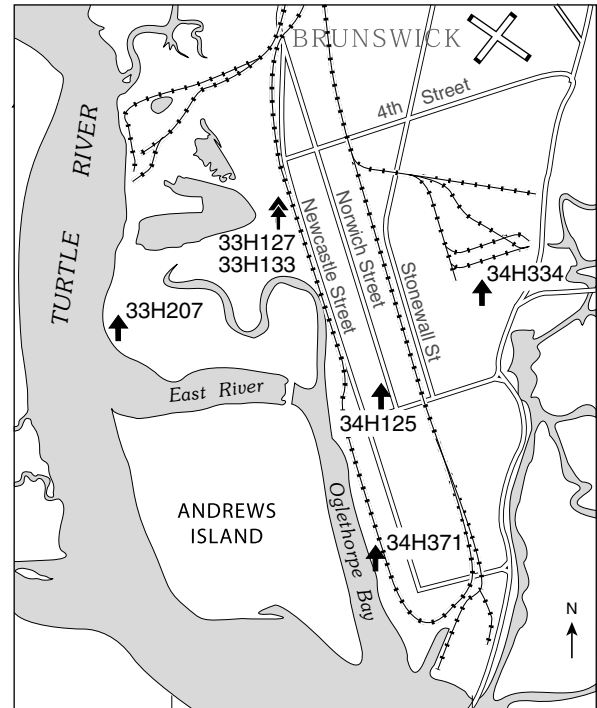 BRUNSWICK
4th Street
TURTLE RIVER
Newcastle Street
Norwich Street
Stonewall St
33H127
33H133
34H334
33H207
East River
34H125
ANDREWS
ISLAND
Oglethorpe Bay
34H371
N